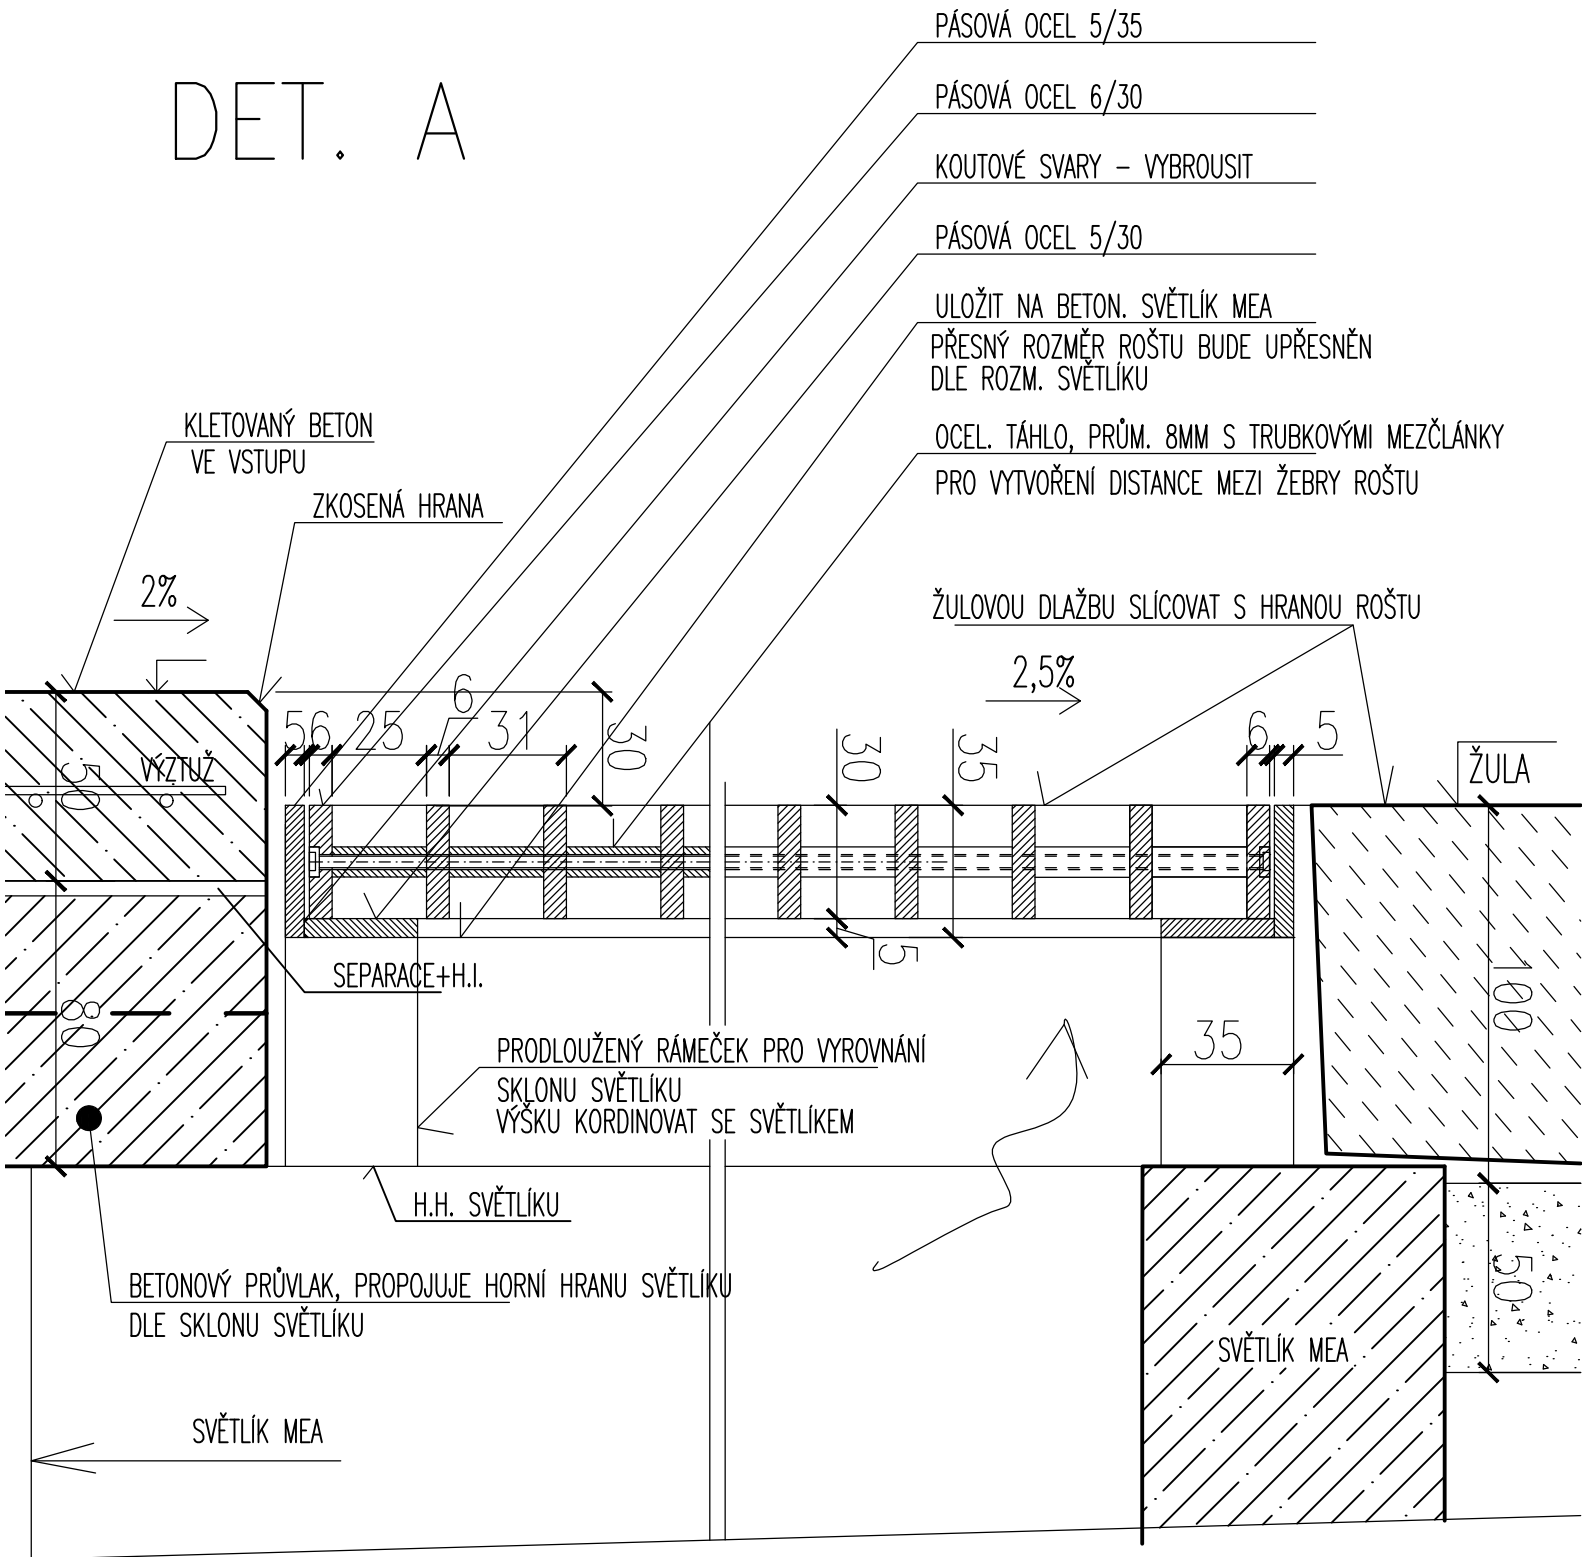 DET. A
PÁSOVÁ OCEL 5/35
PÁSOVÁ OCEL 6/30
KOUTOVÉ SVARY – VYBROUSIT
PÁSOVÁ OCEL 5/30
ULOŽIT NA BETON. SVĚTLÍK MEA
PŘESNÝ ROZMĚR ROŠTU BUDE UPŘESNĚN
DLE ROZM. SVĚTLÍKU
OCEL. TÁHLO, PRŮM. 8MM S TRUBKOVÝMI MEZČLÁNKY
PRO VYTVOŘENÍ DISTANCE MEZI ŽEBRY ROŠTU
KLETOVANÝ BETON
VE VSTUPU
ZKOSENÁ HRANA
2%
ŽULOVOU DLAŽBU SLÍCOVAT S HRANOU ROŠTU
2,5%
5 6 25 6 31 30
30 35 6 5
ŽULA
VÝZTUŽ
50
5
SEPARACE+H.I.
80
100
35
PRODLOUŽENÝ RÁMEČEK PRO VYROVNÁNÍ
SKLONU SVĚTLÍKU
VÝŠKU KORDINOVAT SE SVĚTLÍKEM
H.H. SVĚTLÍKU
BETONOVÝ PRŮVLAK, PROPOJUJE HORNÍ HRANU SVĚTLÍKU
DLE SKLONU SVĚTLÍKU
50
SVĚTLÍK MEA
SVĚTLÍK MEA